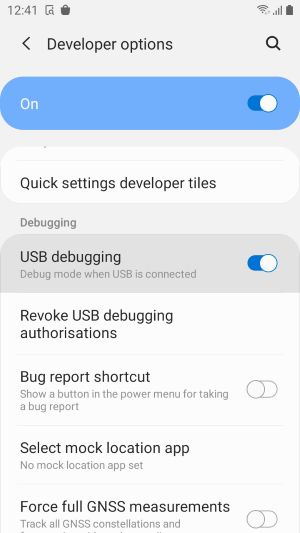 12:41
Developer options
On
Quick settings developer tiles
Debugging
USB debugging
Debug mode when USB is connected
Revoke USB debugging
authorisations
Bug report shortcut
Show a button in the power menu for taking
a bug report
Select mock location app
No mock location app set
Force full GNSS measurements
Track all GNSS constellations and